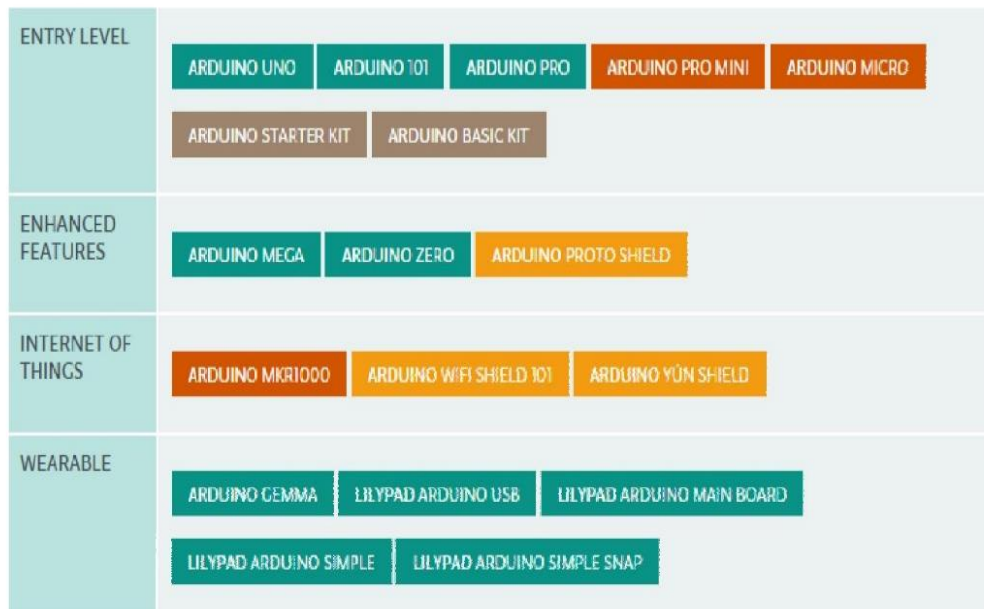 ENTRY LEVEL
ARDUINO UNO ARDUINO 101 ARDUINO PRO ARDUINO PRO MINI ARDUINO MICRO
ARDUINO STARTER KIT ARDUINO BASIC KIT
ENHANCED
FEATURES
ARDUINO MEGA ARDUINO ZERO ARDUINO PROTO SHIELD
INTERNET OF
THINGS
ARDUINO MKR1000 ARDUINO WIFI SHIELD 101 ARDUINO YÚN SHIELD
WEARABLE
ARDUINO GEMMA LILYPAD ARDUINO USB LILYPAD ARDUINO MAIN BOARD
LILYPAD ARDUINO SIMPLE LILYPAD ARDUINO SIMPLE SNAP